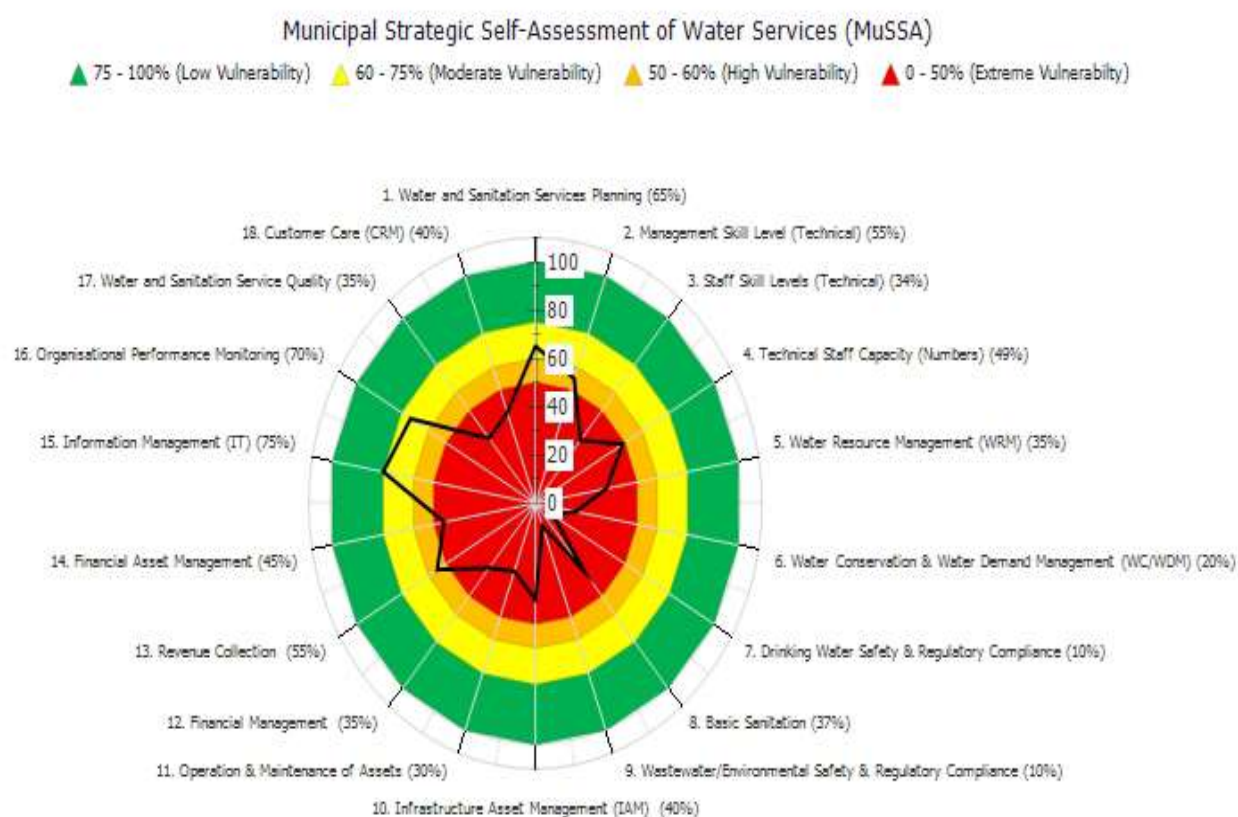 Municipal Strategic Self-Assessment of Water Services (MuSSA)
75 - 100% (Low Vulnerability) 60 - 75% (Moderate Vulnerability) 50 - 60% (High Vulnerability) 0 - 50% (Extreme Vulnerabilty)
1. Water and Sanitation Services Planning (65%)
2. Management Skill Level (Technical) (55%)
3. Staff Skill Levels (Technical) (34%)
4. Technical Staff Capacity (Numbers) (49%)
5. Water Resource Management (WRM) (35%)
6. Water Conservation & Water Demand Management (WC/WDM) (20%)
7. Drinking Water Safety & Regulatory Compliance (10%)
8. Basic Sanitation (37%)
9. Wastewater/Environmental Safety & Regulatory Compliance (10%)
10. Infrastructure Asset Management (IAM) (40%)
11. Operation & Maintenance of Assets (30%)
12. Financial Management (35%)
13. Revenue Collection (55%)
14. Financial Asset Management (45%)
15. Information Management (IT) (75%)
16. Organisational Performance Monitoring (70%)
17. Water and Sanitation Service Quality (35%)
18. Customer Care (CRM) (40%)
100
80
60
40
20
0